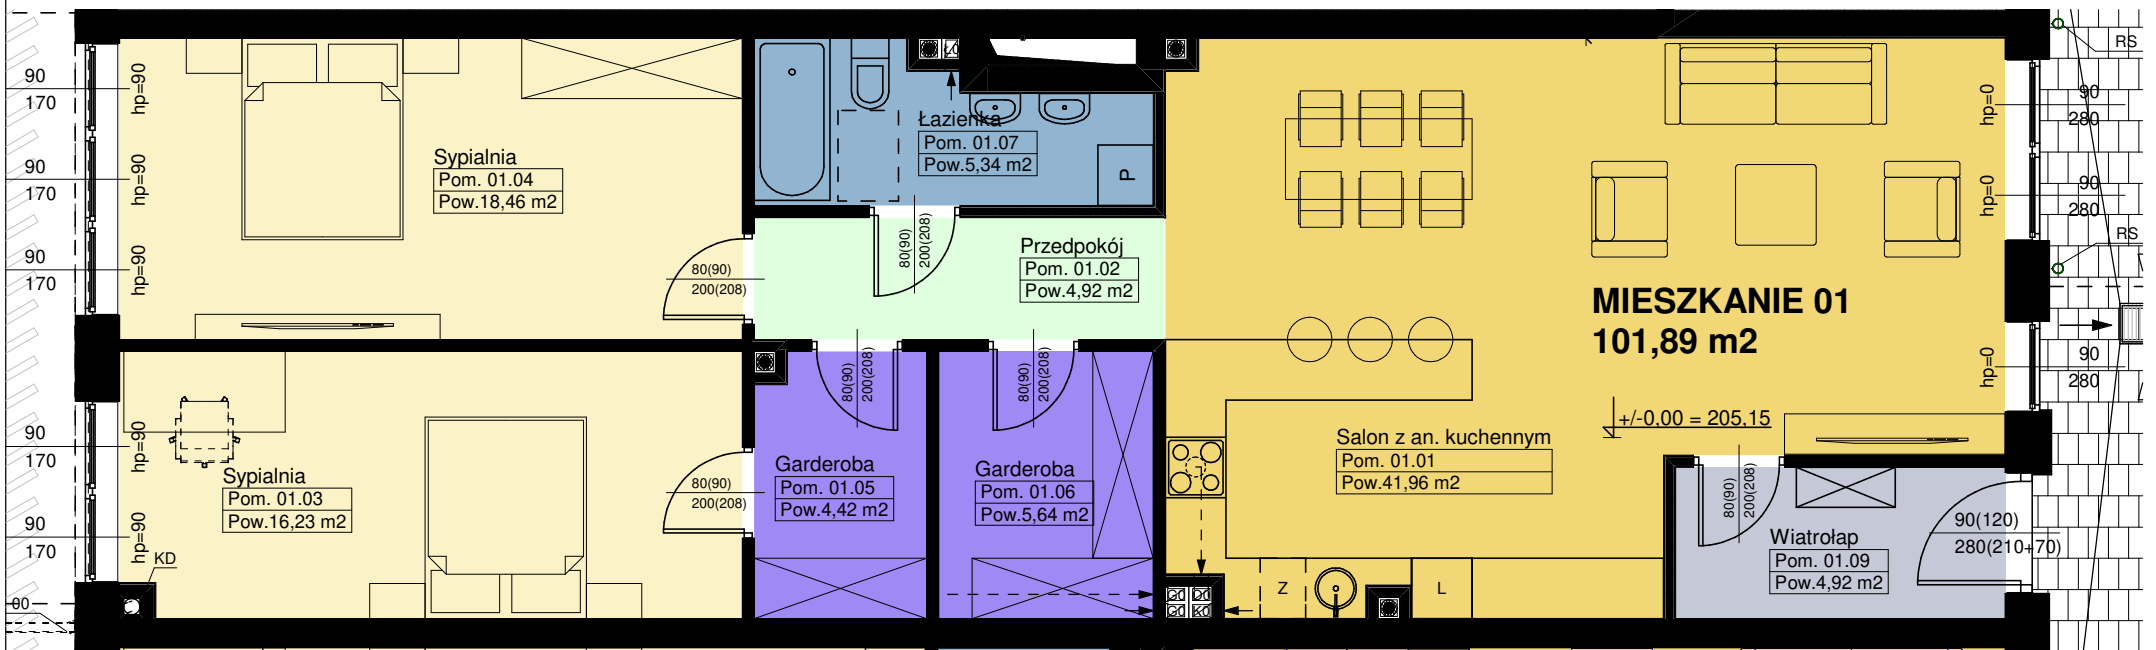 90
170
hp=90
90
170
hp=90
90
170
hp=90
Sypialnia
Pom. 01.04
Pow.18,46 m2
80(90)
200(208)
Łazienka
Pom. 01.07
Pow.5,34 m2
P
80(90)
200(208)
Przedpokój
Pom. 01.02
Pow.4,92 m2
90
170
hp=90
90
170
hp=90
KD
Sypialnia
Pom. 01.03
Pow.16,23 m2
80(90)
200(208)
80(90)
200(208)
Garderoba
Pom. 01.05
Pow.4,42 m2
80(90)
200(208)
Garderoba
Pom. 01.06
Pow.5,64 m2
MIESZKANIE 01
101,89 m2
+/-0,00 = 205,15
Salon z an. kuchennym
Pom. 01.01
Pow.41,96 m2
Z
L
80(90)
200(208)
Wiatrołap
Pom. 01.09
Pow.4,92 m2
90(120)
280(210+70)
hp=0
90
280
hp=0
90
280
hp=0
90
280
RS
RS